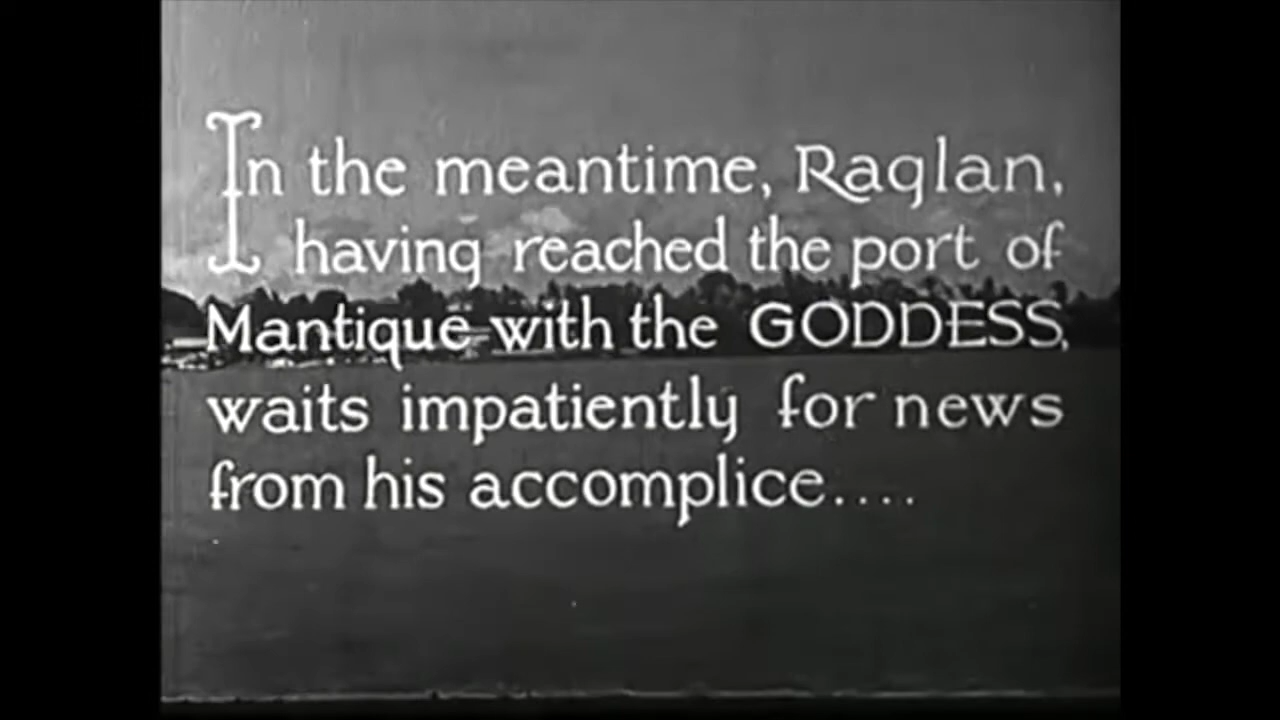 In the meantime, Raglan,
having reached the port of
Mantique with the GODDESS,
waits impatiently for news
from his accomplice....